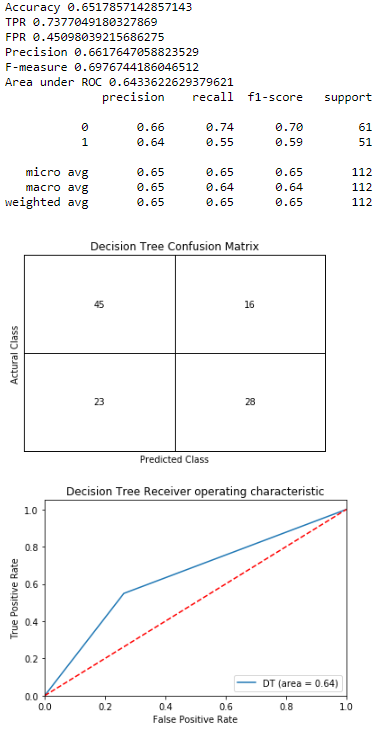 Accuracy 0.6517857142857143
TPR 0.7377049180327869
FPR 0.45098039215686275
Precision 0.6617647058823529
F-measure 0.6976744186046512
Area under ROC 0.6433622629379621
precision recall f1-score support
0 0.66 0.74 0.70 61
1 0.64 0.55 0.59 51
micro avg 0.65 0.65 0.65 112
macro avg 0.65 0.64 0.64 112
weighted avg 0.65 0.65 0.65 112
Decision Tree Confusion Matrix
Actural Class
45 16
23 28
Predicted Class
Decision Tree Receiver operating characteristic
True Positive Rate
1.0
0.8
0.6
0.4
0.2
0.0
DT (area = 0.64)
0.0 0.2 0.4 0.6 0.8 1.0
False Positive Rate